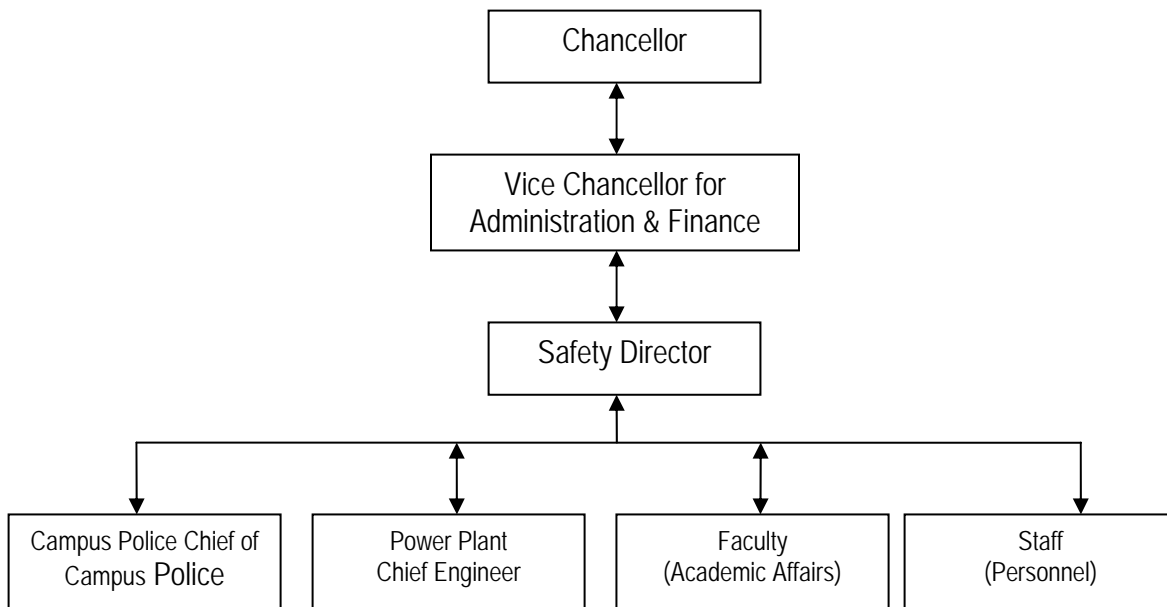 Chancellor
Vice Chancellor for
Administration & Finance
Safety Director
Campus Police Chief of
Campus Police
Power Plant
Chief Engineer
Faculty
(Academic Affairs)
Staff
(Personnel)